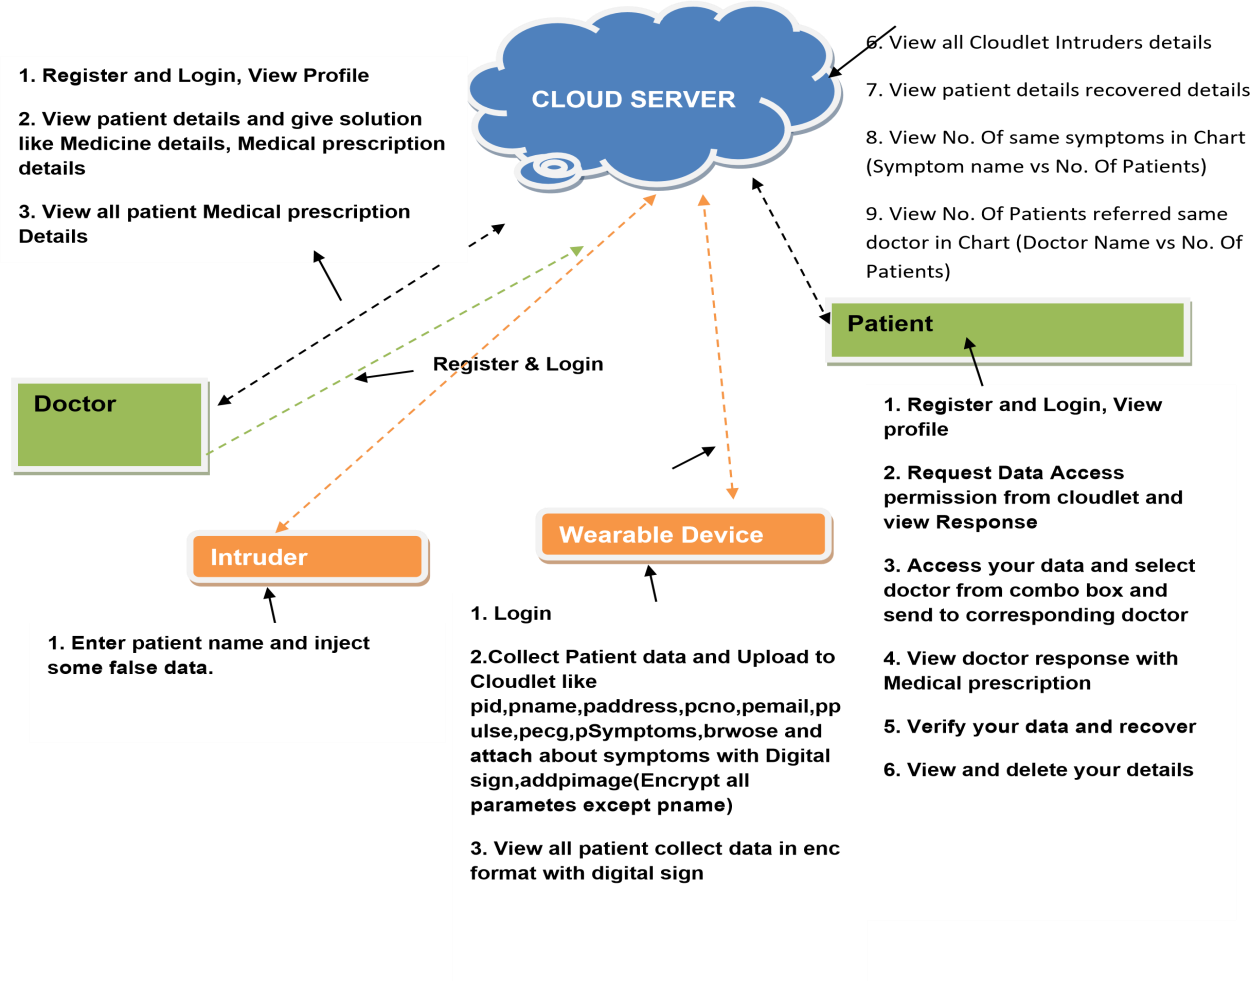 1. Register and Login, View Profile
2. View patient details and give solution
like Medicine details, Medical prescription
details
3. View all patient Medical prescription
Details
CLOUD SERVER
6. View all Cloudlet Intruders details
7. View patient details recovered details
8. View No. Of same symptoms in Chart
(Symptom name vs No. Of Patients)
9. View No. Of Patients referred same
doctor in Chart (Doctor Name vs No. Of
Patients)
Patient
Register & Login
Doctor
1. Register and Login, View
profile
2. Request Data Access
permission from cloudlet and
view Response
3. Access your data and select
doctor from combo box and
send to corresponding doctor
4. View doctor response with
Medical prescription
5. Verify your data and recover
6. View and delete your details
Intruder
1. Enter patient name and inject
some false data.
Wearable Device
1. Login
2.Collect Patient data and Upload to
Cloudlet like
pid,pname,paddress,pcno,pemail,pp
ulse,pecg,pSymptoms,brwose and
attach about symptoms with Digital
sign,addpimage(Encrypt all
parametes except pname)
3. View all patient collect data in enc
format with digital sign